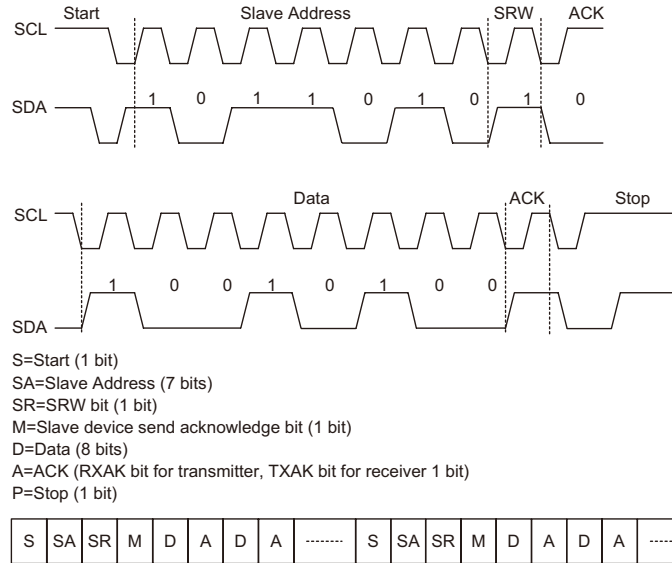 Start Slave Address SRW ACK
SCL
1 0 1 1 0 1 0 1 0
SDA
Data ACK Stop
SCL
1 0 0 1 0 1 0 0
SDA
S=Start (1 bit)
SA=Slave Address (7 bits)
SR=SRW bit (1 bit)
M=Slave device send acknowledge bit (1 bit)
D=Data (8 bits)
A=ACK (RXAK bit for transmitter, TXAK bit for receiver 1 bit)
P=Stop (1 bit)
S SA SR M D A D A ........ S SA SR M D A D A .....